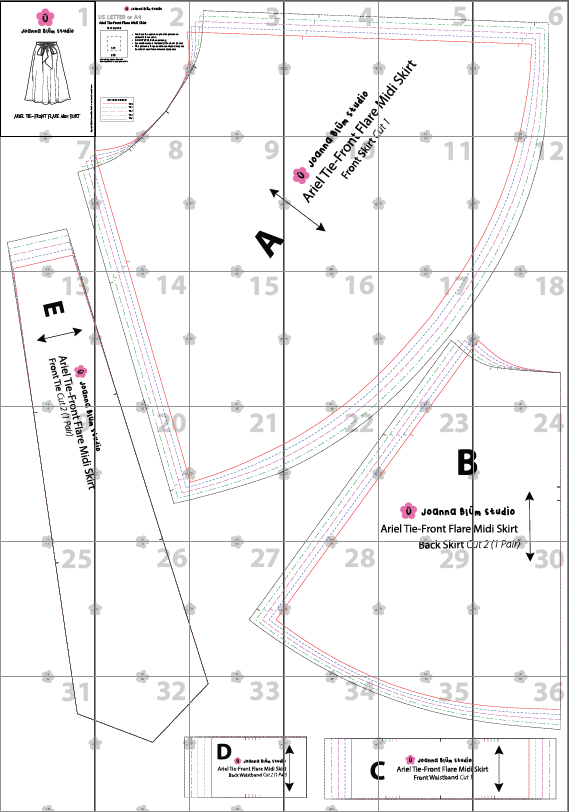 1
Joanna Blüm studio
ARIEL TIE-FRONT FLARE MIDI SKIRT
2
US LETTER or A4
Ariel Tie-Front Flare Midi Skirt
3
4
5
6
Joanna Blüm studio
Ariel Tie-Front Flare Midi Skirt
Front Skirt Cut 1
A
7
8
9
10
11
12
13
14
15
16
17
18
E
Joanna Blüm studio
Ariel Tie-Front Flare Midi Skirt
Front Tie Cut 2 (1 Pair)
20
21
22
23
24
B
Joanna Blüm studio
Ariel Tie-Front Flare Midi Skirt
Back Skirt Cut 2 (1 Pair)
25
26
27
28
29
30
31
32
33
34
35
36
D
Joanna Blüm studio
Ariel Tie-Front Flare Midi Skirt
Back Waistband Cut 2 (1 Pair)
C
Joanna Blüm studio
Ariel Tie-Front Flare Midi Skirt
Front Waistband Cut 1